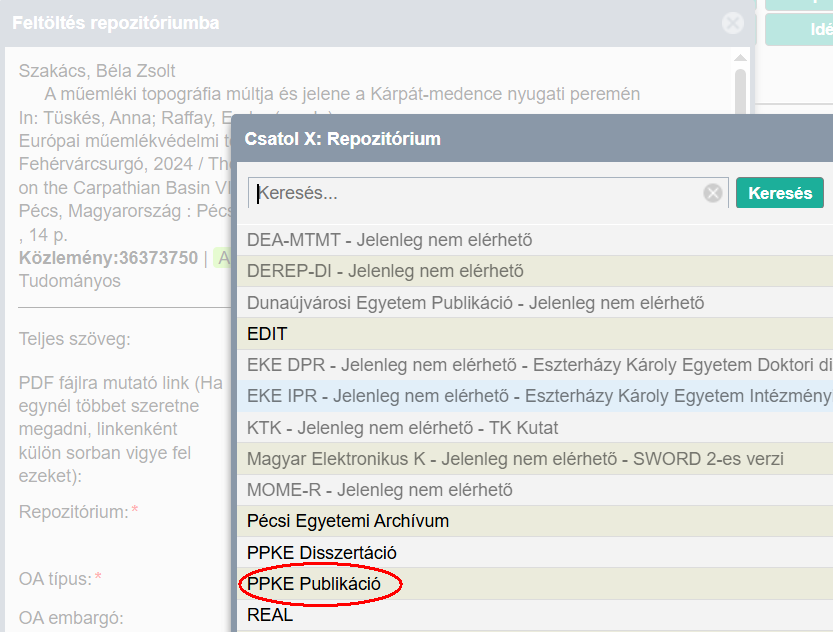 Feltöltés repozitóriumba
Idé
Szakács, Béla Zsolt
A műemléki topográfia múltja és jelene a Kárpát-medence nyugati peremén
In: Tüskés, Anna; Raffay,
Európai műemlékvédelmi
Fehérvárcsurgó, 2024 / Th
on the Carpathian Basin VI
Pécs, Magyarország : Pécs
, 14 p.
Közlemény:36373750 | A
Tudományos
Teljes szöveg:
PDF fájlra mutató link (Ha
egynél többet szeretne
megadni, linkenként
külön sorban vigye fel
ezeket):
Repozitórium:*
OA típus:*
OA embargó:
Csatol X: Repozitórium
Keresés...
Keresés
DEA-MTMT - Jelenleg nem elérhető
DEREP-DI - Jelenleg nem elérhető
Dunaújvárosi Egyetem Publikáció - Jelenleg nem elérhető
EDIT
EKE DPR - Jelenleg nem elérhető - Eszterházy Károly Egyetem Doktori di
EKE IPR - Jelenleg nem elérhető - Eszterházy Károly Egyetem Intézmény
KTK - Jelenleg nem elérhető - TK Kutat
Magyar Elektronikus K - Jelenleg nem elérhető - SWORD 2-es verzi
MOME-R - Jelenleg nem elérhető
Pécsi Egyetemi Archívum
PPKE Disszertáció
PPKE Publikáció
REAL